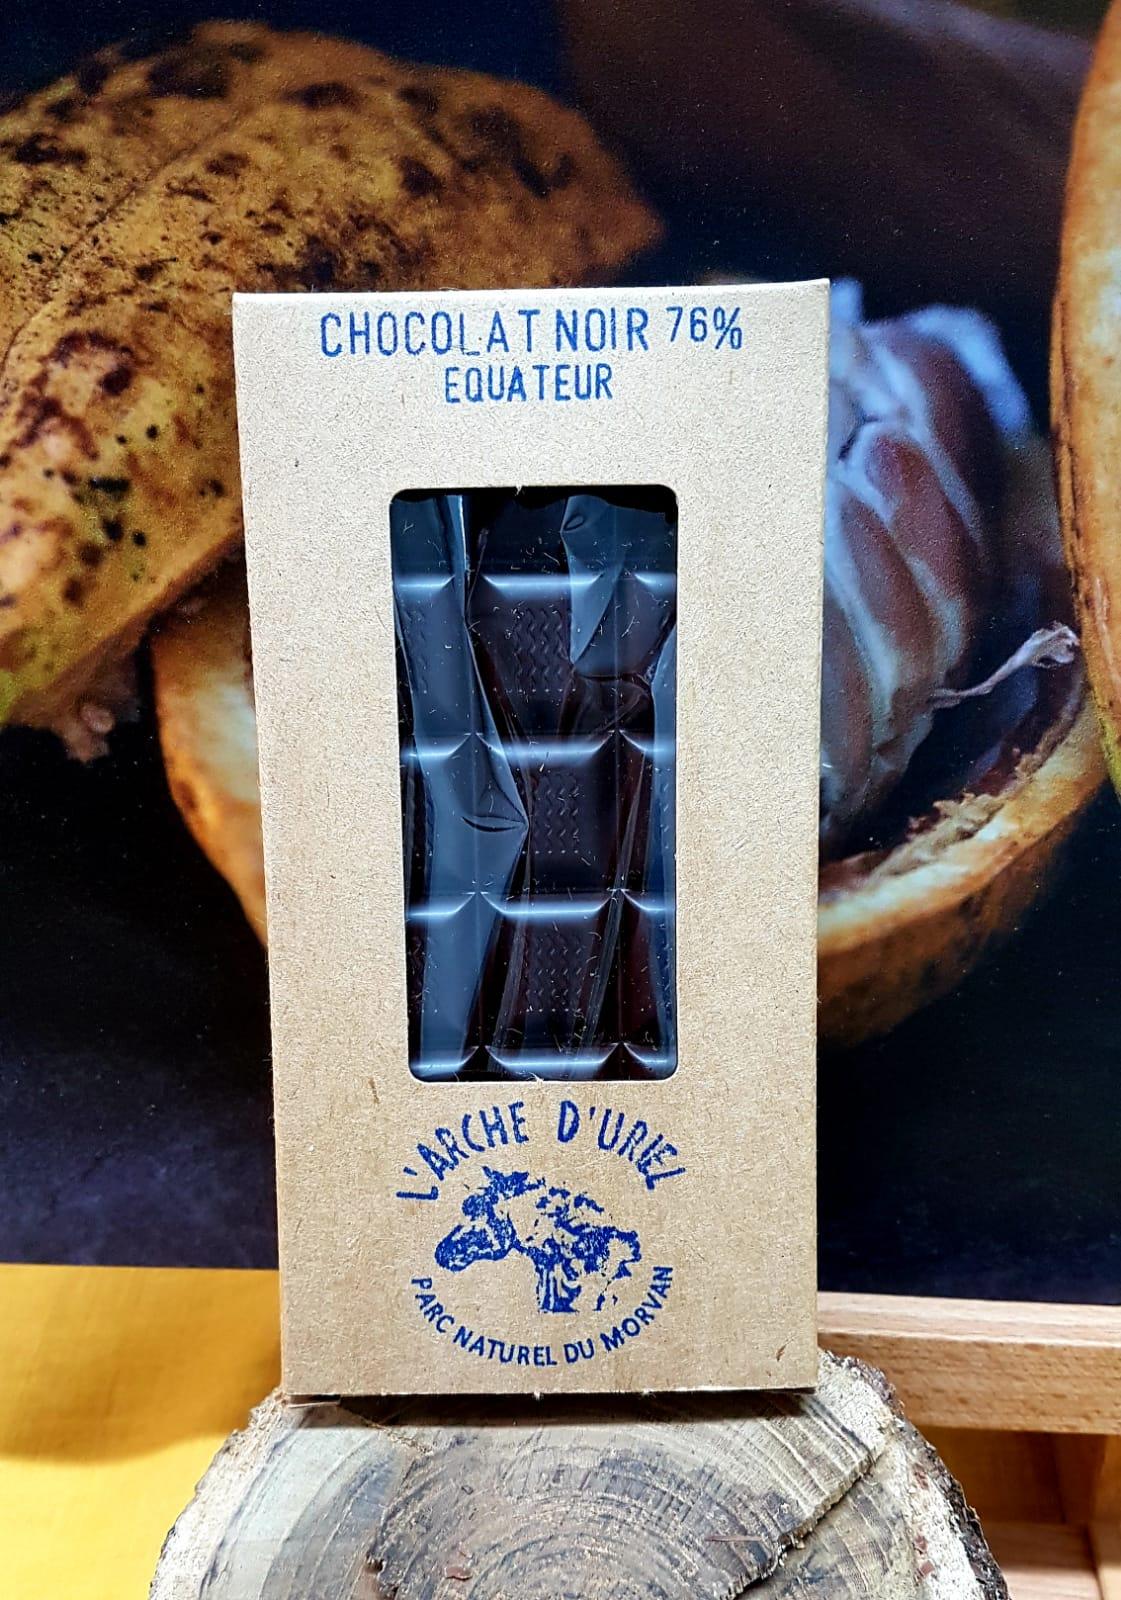 CHOCOLAT NOIR 76%
EQUATEUR
L'ARCHE D'URIEL
PARC NATUREL DU MORVAN